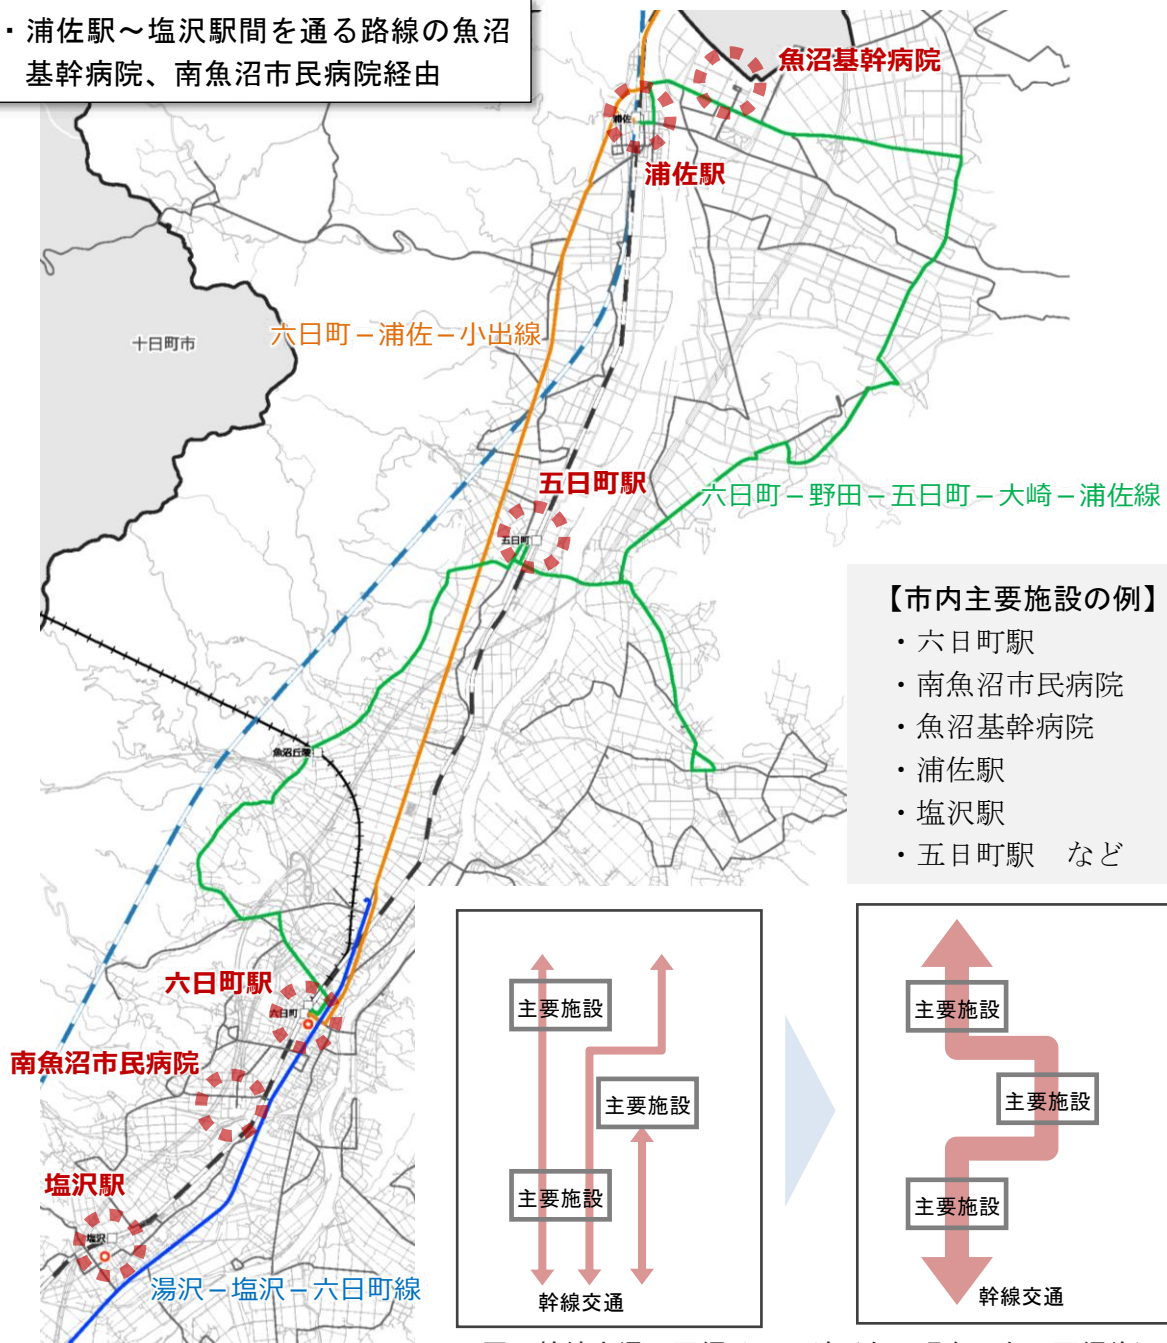 ・浦佐駅～塩沢駅間を通る路線の魚沼
基幹病院、南魚沼市民病院経由
魚沼基幹病院
浦佐
浦佐駅
十日町市
六日町－浦佐－小出線
五日町駅
六日町－野田－五日町－大崎－浦佐線
五日町
【市内主要施設の例】
・六日町駅
・南魚沼市民病院
・魚沼基幹病院
・浦佐駅
・塩沢駅
・五日町駅　など
魚沼丘陵
六日町駅
六日町
南魚沼市民病院
塩沢駅
塩沢
湯沢－塩沢－六日町線
主要施設
主要施設
主要施設
幹線交通
主要施設
主要施設
主要施設
幹線交通